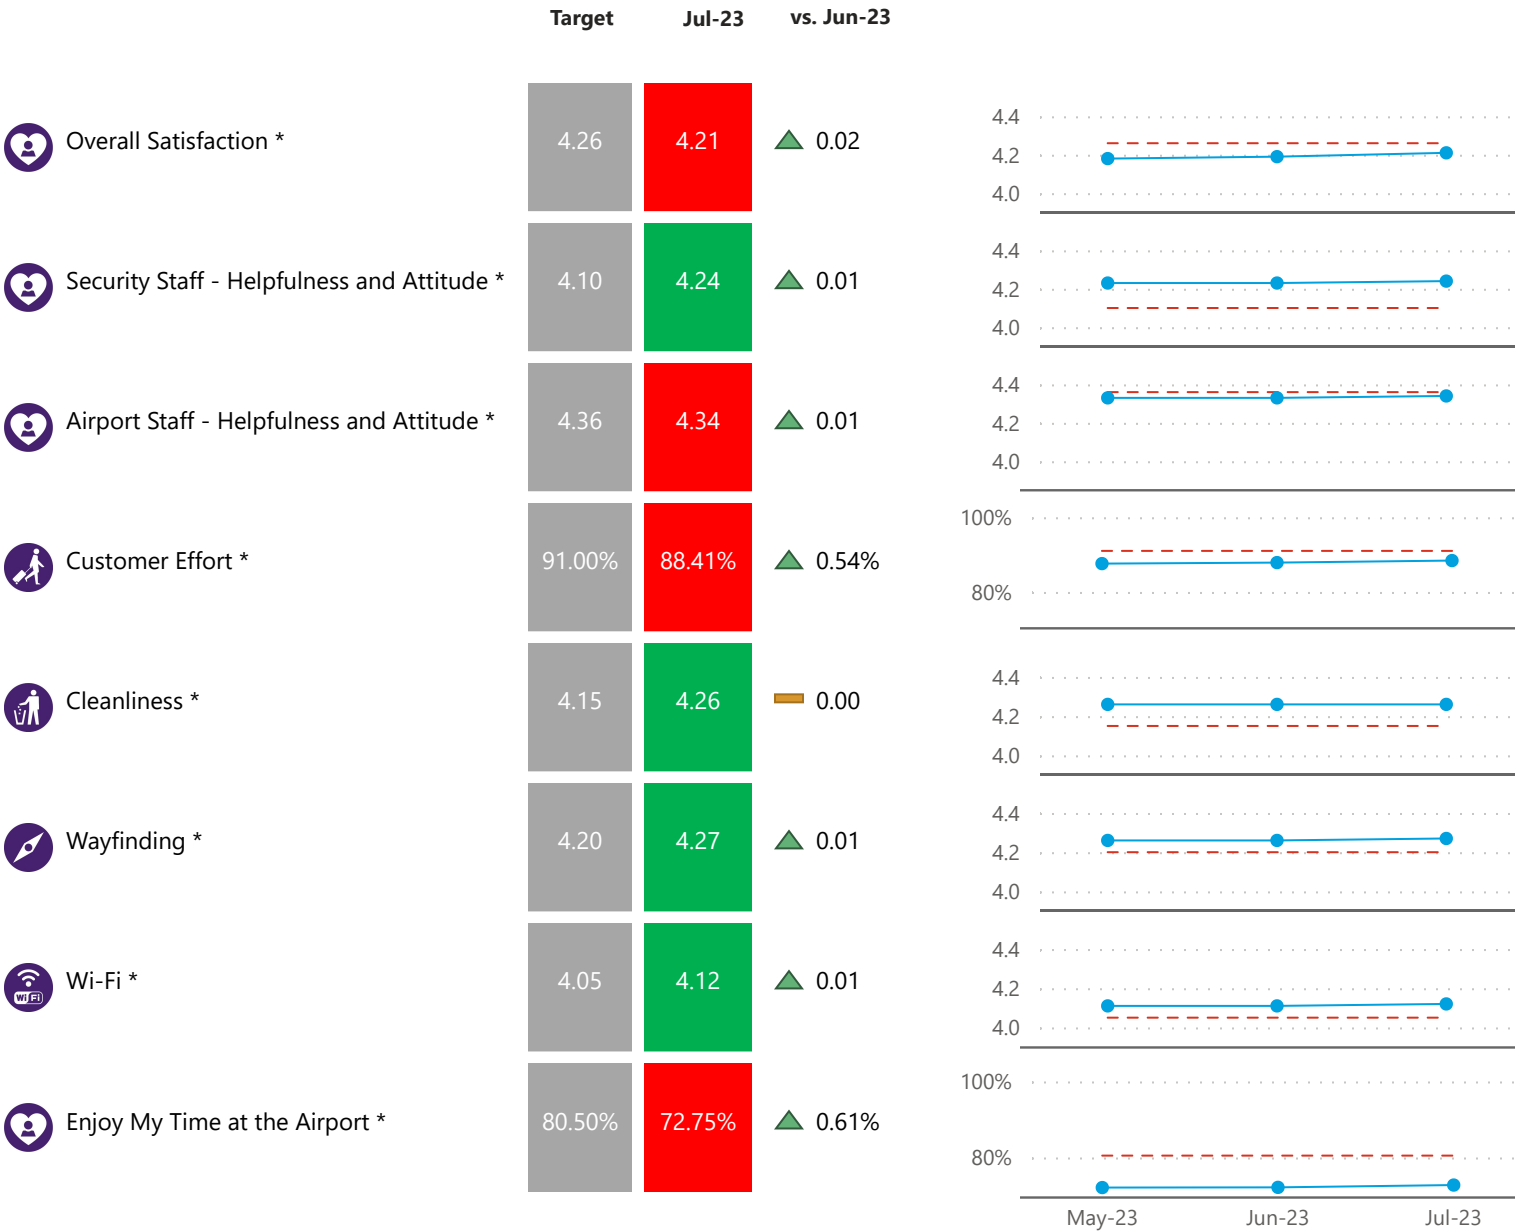 Target Jul-23 vs. Jun-23
Overall Satisfaction * 4.26 4.21 0.02
4.4
4.2
4.0
Security Staff - Helpfulness and Attitude * 4.10 4.24 0.01
4.4
4.2
4.0
Airport Staff - Helpfulness and Attitude * 4.36 4.34 0.01
4.4
4.2
4.0
Customer Effort * 91.00% 88.41% 0.54%
100%
80%
Cleanliness * 4.15 4.26 0.00
4.4
4.2
4.0
Wayfinding * 4.20 4.27 0.01
4.4
4.2
4.0
WiFi
Wi-Fi * 4.05 4.12 0.01
4.4
4.2
4.0
Enjoy My Time at the Airport * 80.50% 72.75% 0.61%
100%
80%
May-23 Jun-23 Jul-23